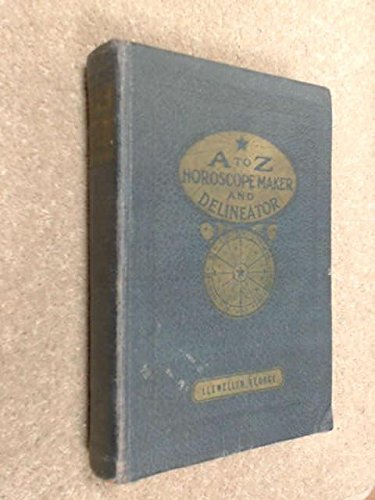 A TO Z
HOROSCOPE MAKER
AND
DELINEATOR
LLEWELLYN GEORGE